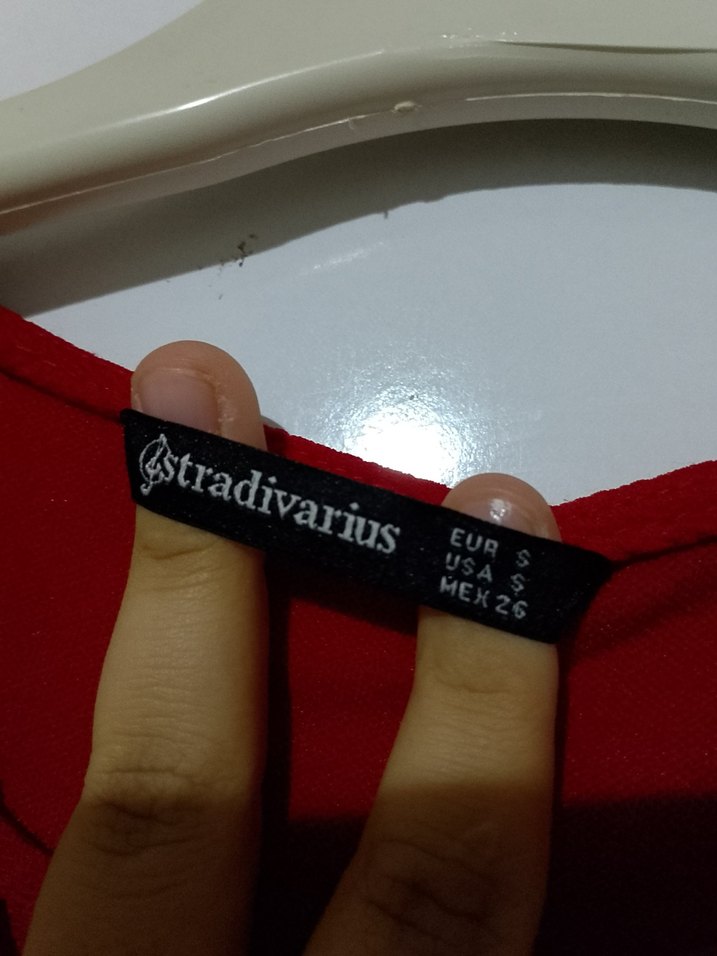 stradivarius
EUR S
USA S
MEX 26